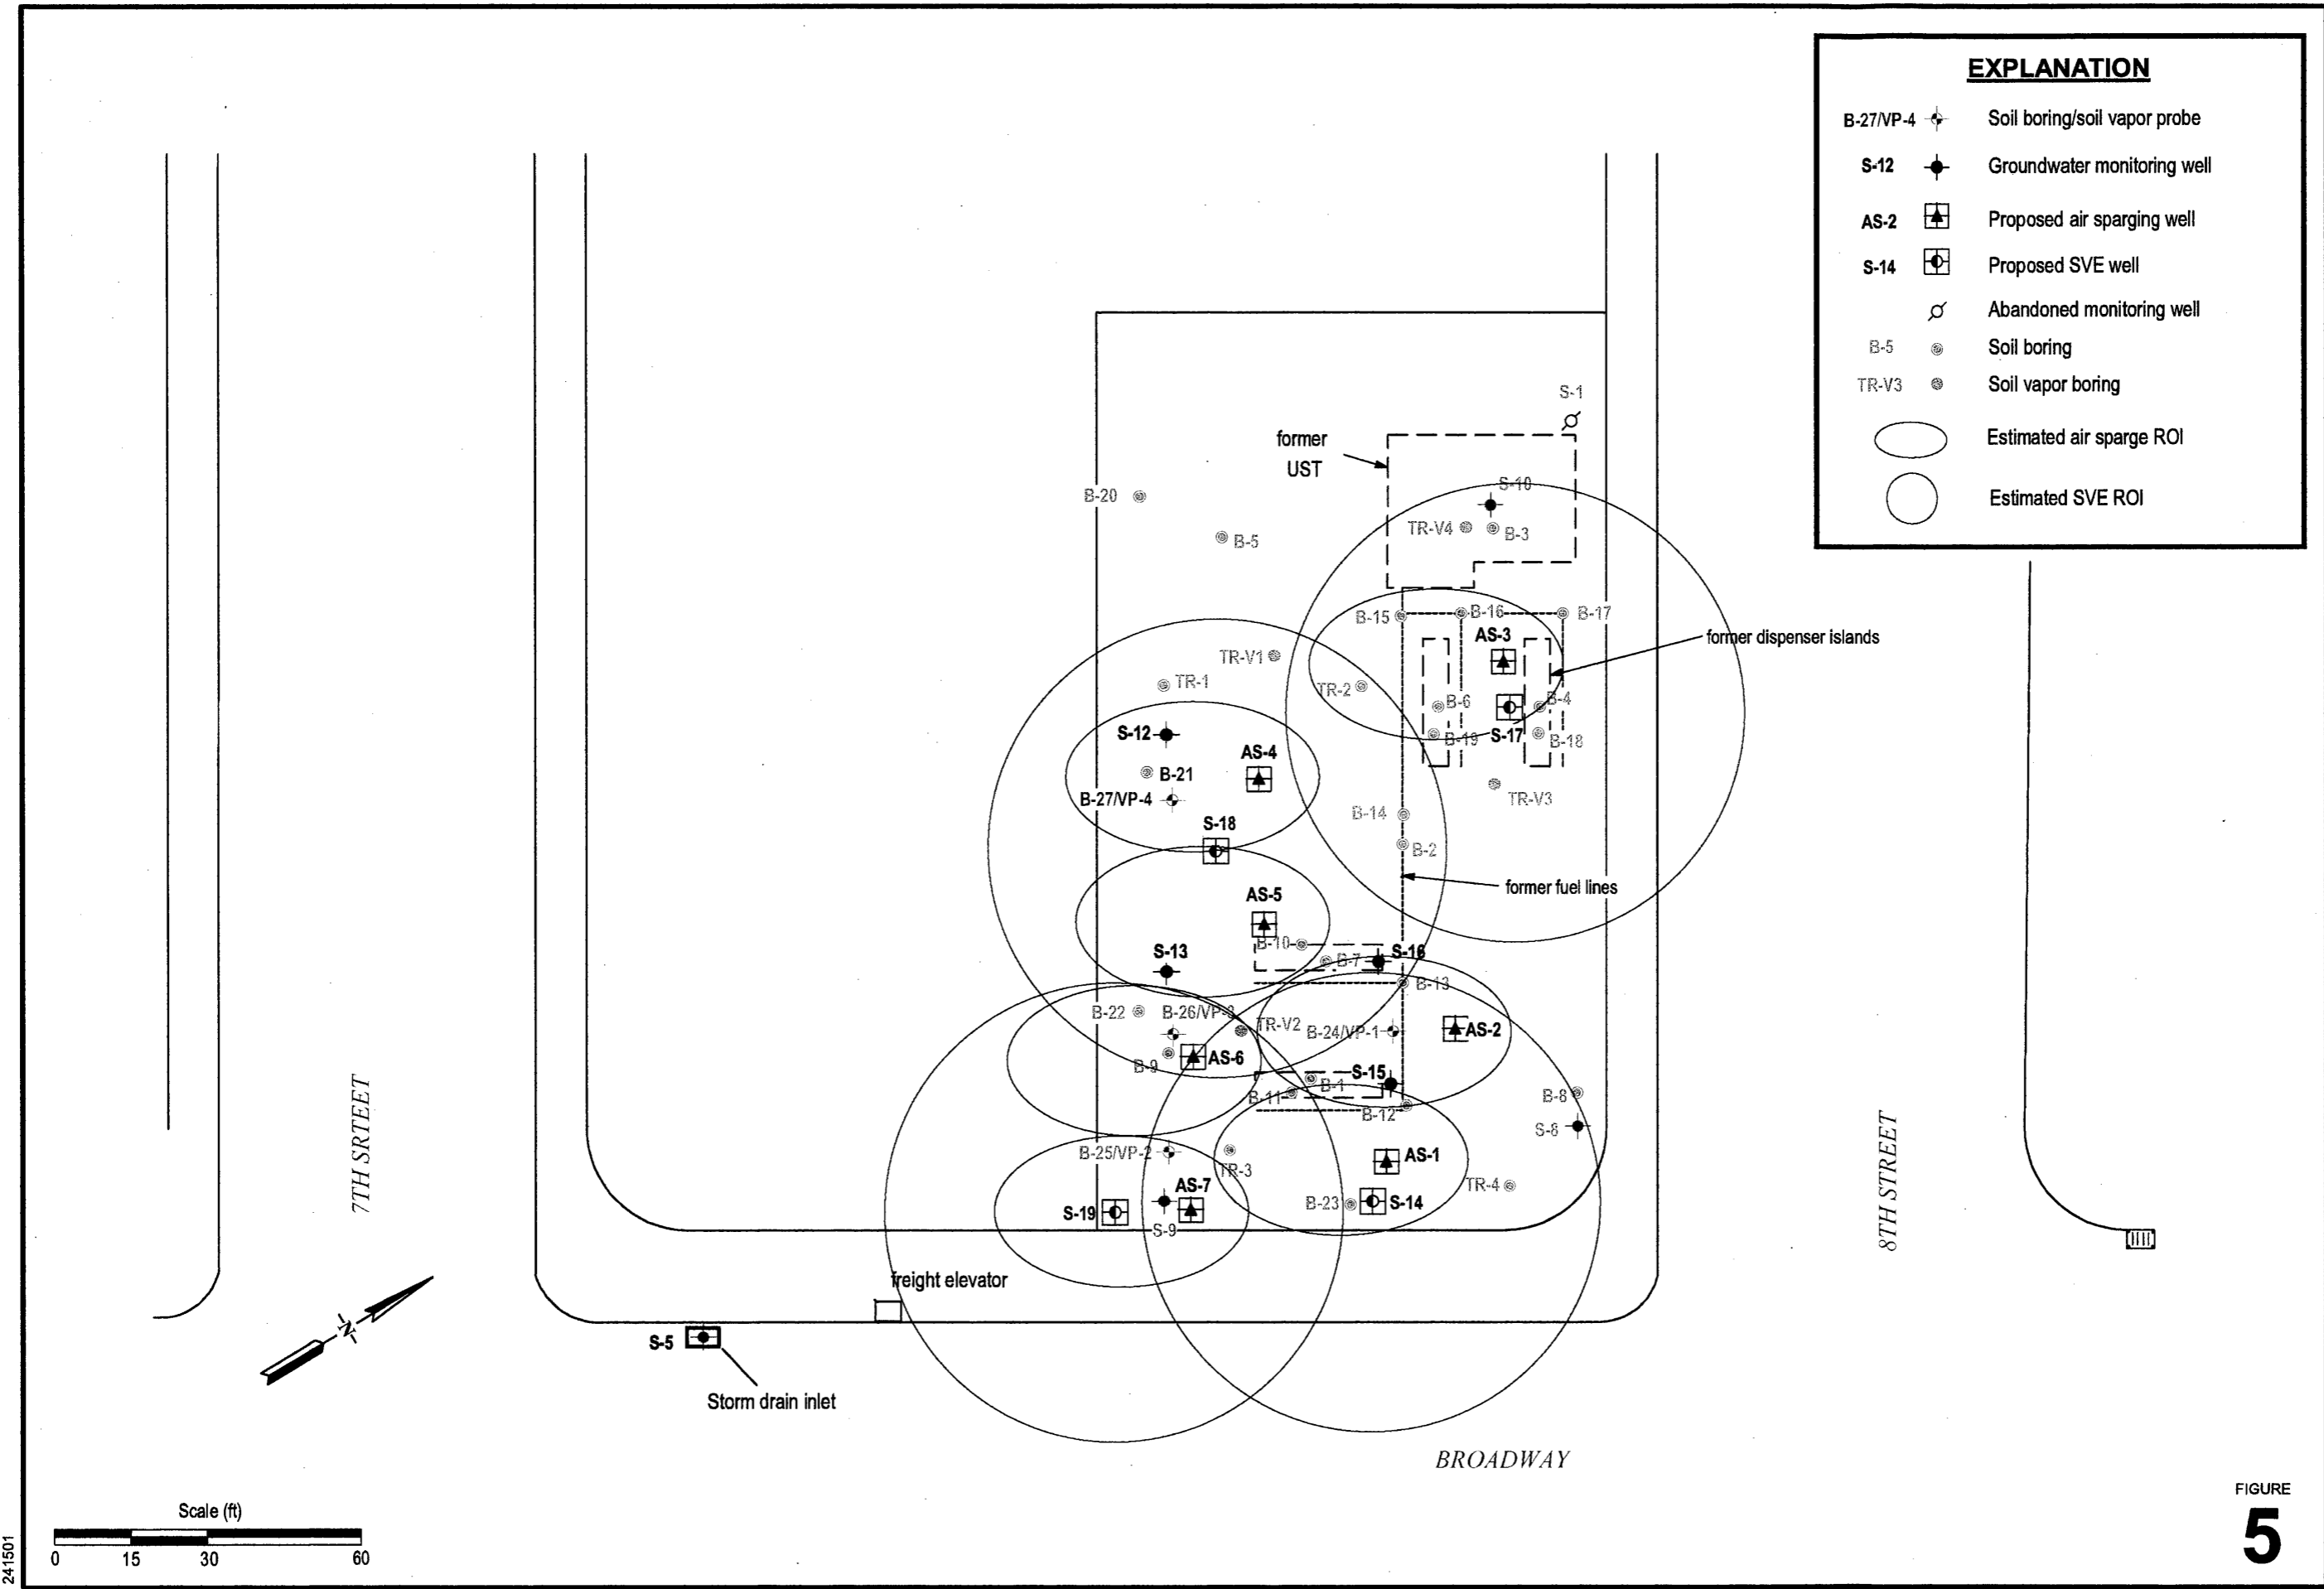 EXPLANATION
B-27/VP-4 Soil boring/soil vapor probe
S-12 Groundwater monitoring well
AS-2 Proposed air sparging well
S-14 Proposed SVE well
Abandoned monitoring well
B-5 Soil boring
TR-V3 Soil vapor boring
Estimated air sparge ROI
Estimated SVE ROI
S-1
former
UST
S-10
B-20
TR-V4
B-3
B-5
B-15
B-16
B-17
AS-3
former dispenser islands
TR-V1
TR-1
TR-2
B-6
B-4
S-12
B-19
S-17
B-18
AS-4
B-21
B-27/VP-4
TR-V3
B-14
S-18
B-2
former fuel lines
AS-5
B-10
S-13
S-16
B-7
B-13
B-22
B-26/VP-3
TR-V2
B-24/VP-1
AS-2
B-9
AS-6
S-15
B-1
B-11
B-12
B-8
S-8
B-25/VP-2
TR-3
AS-1
AS-7
TR-4
S-19
B-23
S-14
S-9
7TH SRTEET
8TH STREET
freight elevator
N
S-5
Storm drain inlet
BROADWAY
Scale (ft)
0 15 30 60
241501
FIGURE
5